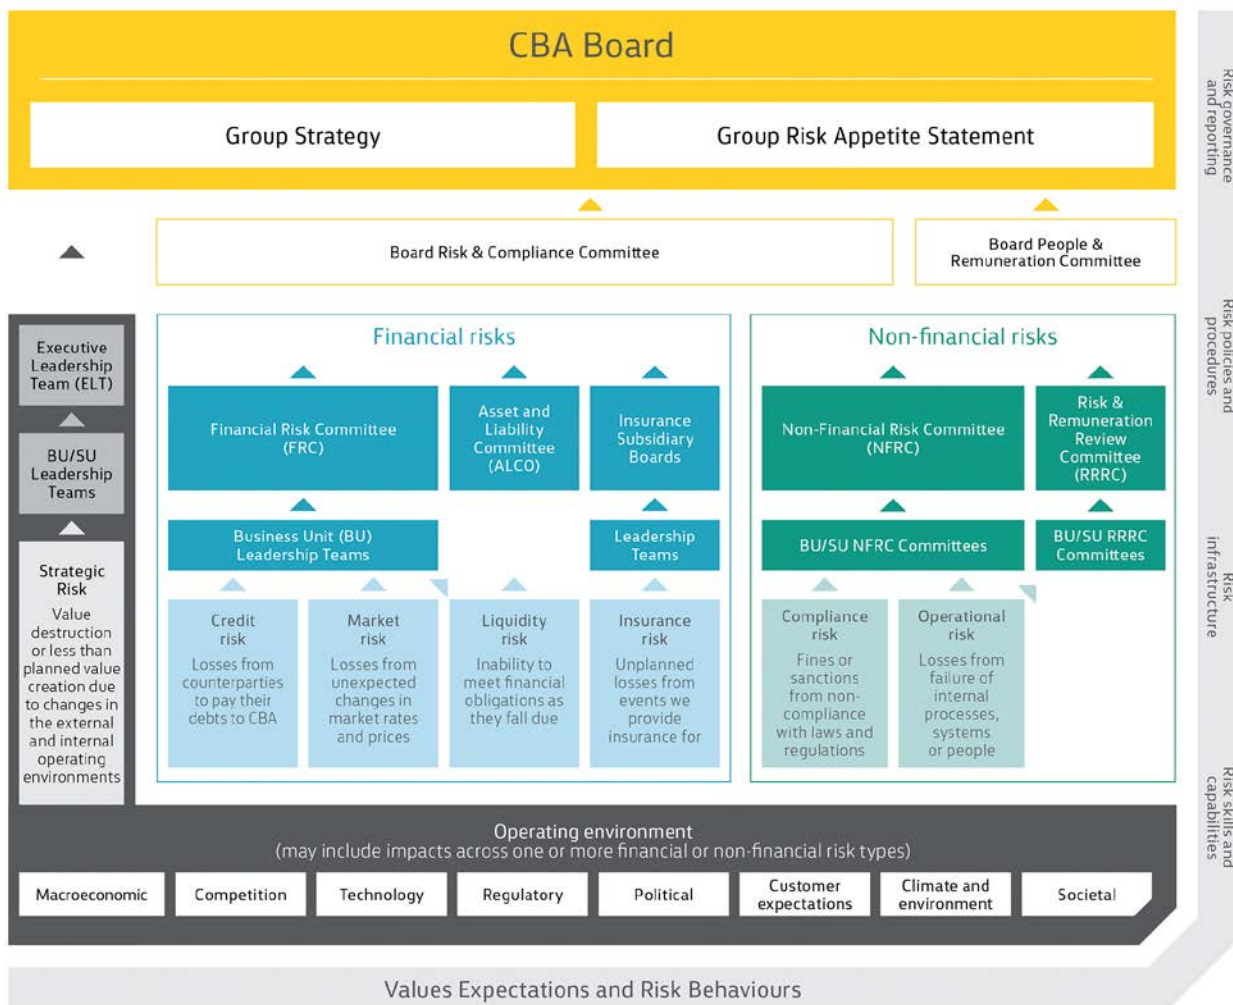 CBA Board
Group Strategy
Group Risk Appetite Statement
Board Risk & Compliance Committee
Board People &
Remuneration Committee
Executive
Leadership
Team (ELT)
BU/SU
Leadership
Teams
Strategic
Risk
Value
destruction
or less than
planned value
creation due
to changes in
the external
and internal
operating
environments
Financial risks
Financial Risk Committee
(FRC)
Asset and
Liability
Committee
(ALCO)
Insurance
Subsidiary
Boards
Business Unit (BU)
Leadership Teams
Leadership
Teams
Credit
risk
Losses from
counterparties
to pay their
debts to CBA
Market
risk
Losses from
unexpected
changes in
market rates
and prices
Liquidity
risk
Inability to
meet financial
obligations as
they fall due
Insurance
risk
Unplanned
losses from
events we
provide
insurance for
Non-financial risks
Non-Financial Risk Committee
(NFRC)
Risk &
Remuneration
Review
Committee
(RRRC)
BU/SU NFRC Committees
BU/SU RRRC
Committees
Compliance
risk
Fines or
sanctions
from non-
compliance
with laws and
regulations
Operational
risk
Losses from
failure of
internal
processes,
systems
or people
Operating environment
(may include impacts across one or more financial or non-financial risk types)
Macroeconomic
Competition
Technology
Regulatory
Political
Customer
expectations
Climate and
environment
Societal
Values Expectations and Risk Behaviours
Risk governance
and reporting
Risk policies and
procedures
Risk
infrastructure
Risk skills and
capabilities